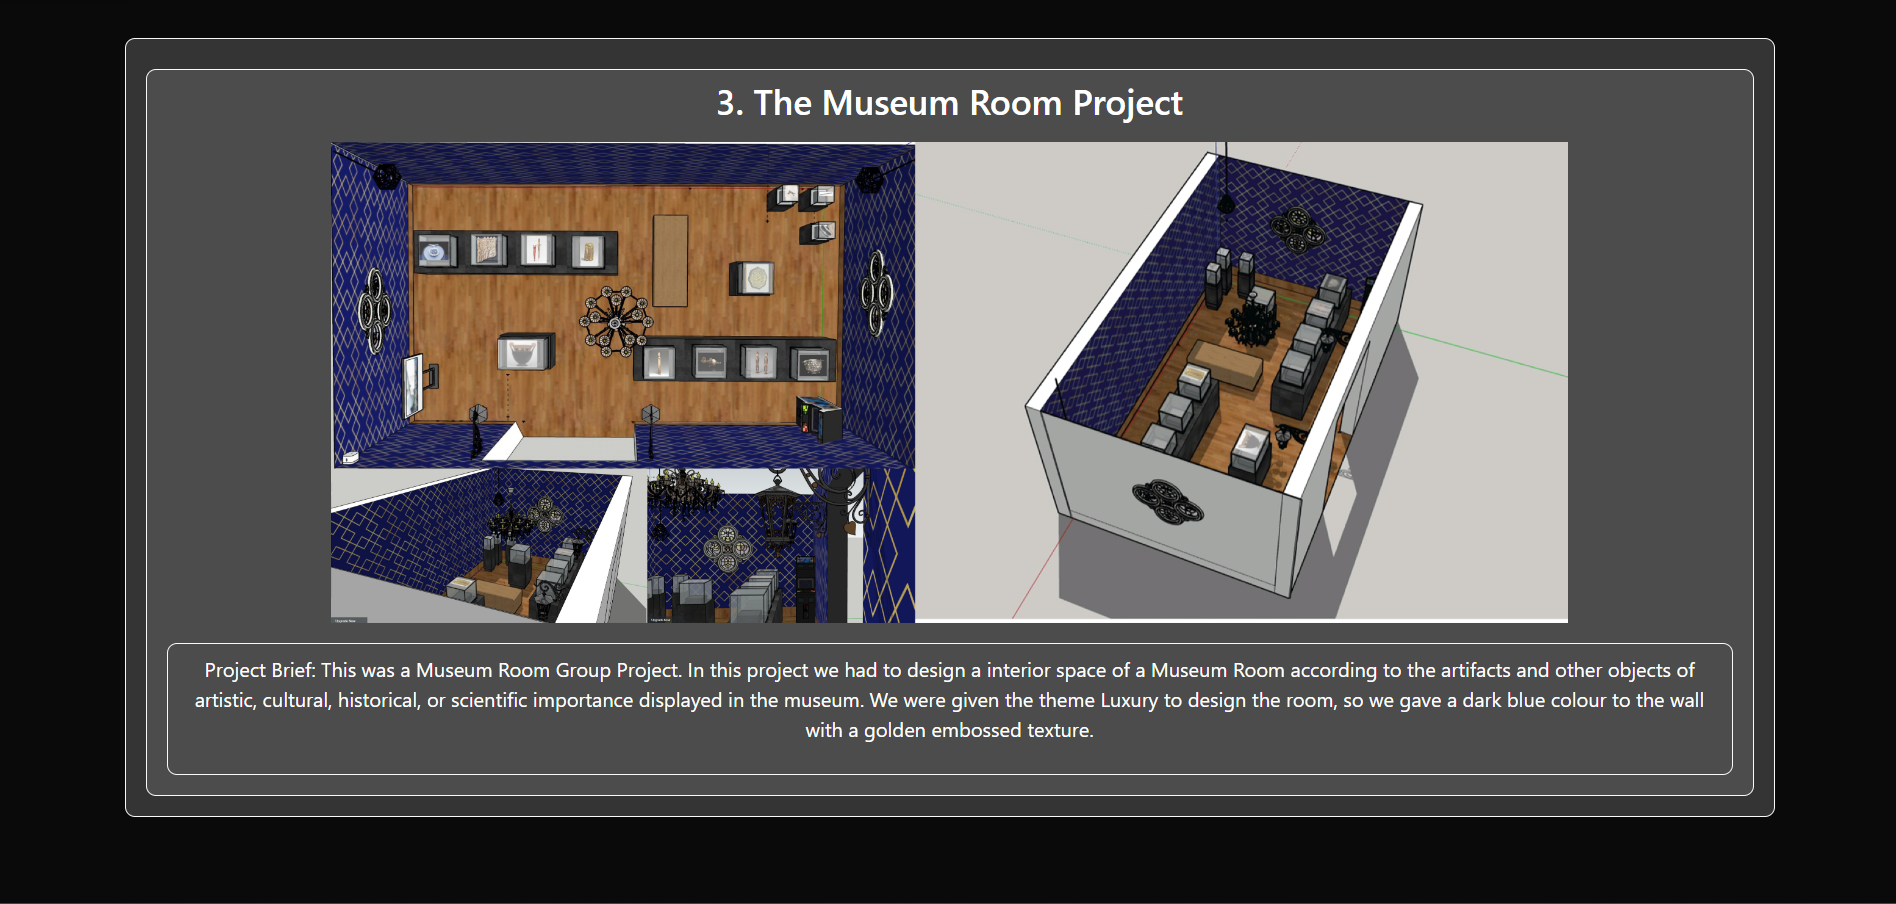 3. The Museum Room Project
Project Brief: This was a Museum Room Group Project. In this project we had to design a interior space of a Museum Room according to the artifacts and other objects of
artistic, cultural, historical, or scientific importance displayed in the museum. We were given the theme Luxury to design the room, so we gave a dark blue colour to the wall
with a golden embossed texture.